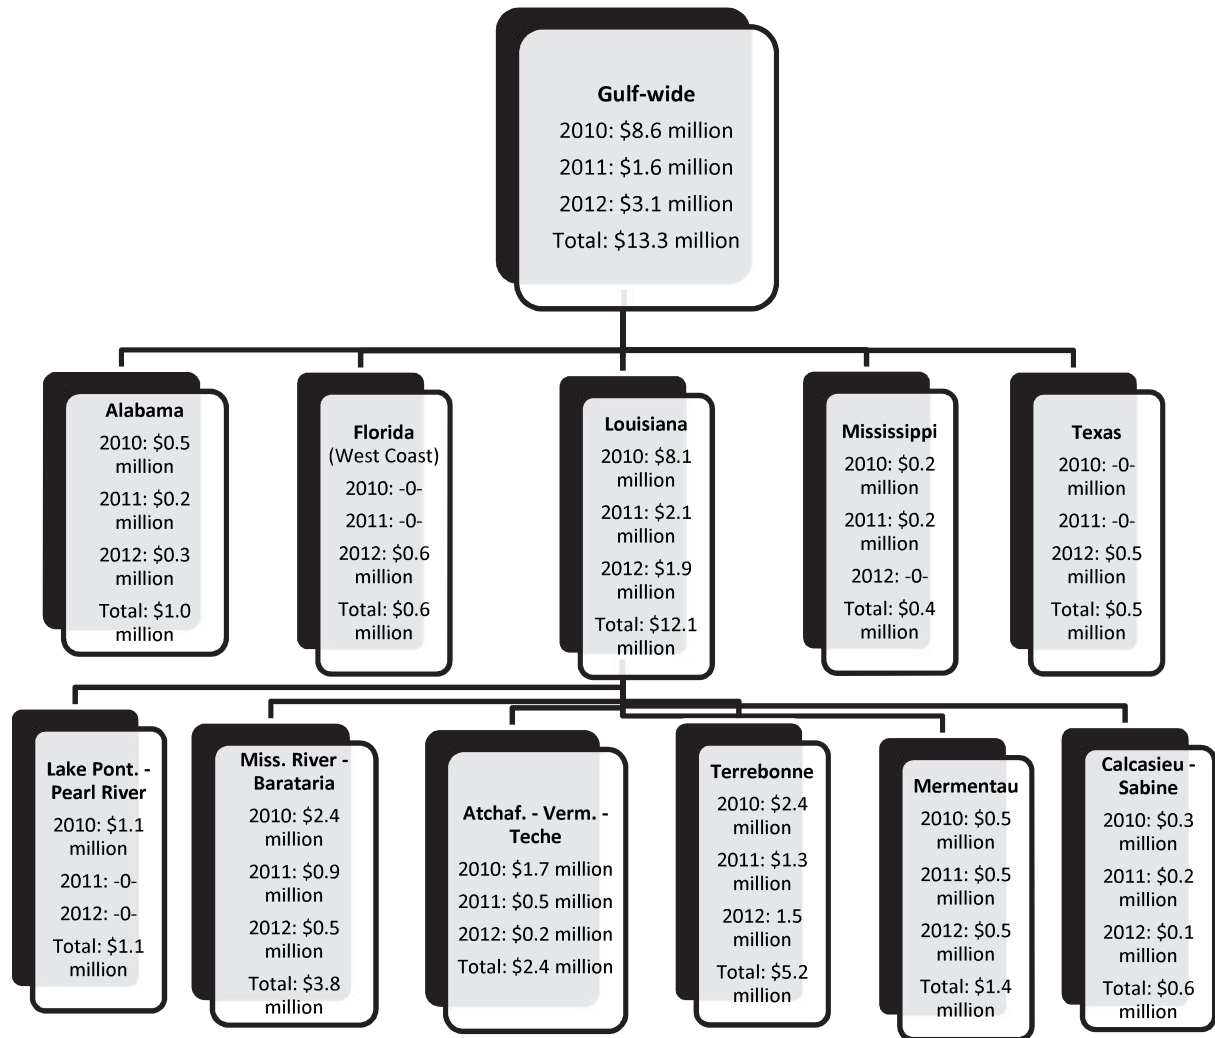 Gulf-wide
2010: $8.6 million
2011: $1.6 million
2012: $3.1 million
Total: $13.3 million
Alabama
2010: $0.5
million
2011: $0.2
million
2012: $0.3
million
Total: $1.0
million
Florida
(West Coast)
2010: -0-
2011: -0-
2012: $0.6
million
Total: $0.6
million
Louisiana
2010: $8.1
million
2011: $2.1
million
2012: $1.9
million
Total: $12.1
million
Mississippi
2010: $0.2
million
2011: $0.2
million
2012: -0-
Total: $0.4
million
Texas
2010: -0-
million
2011: -0-
2012: $0.5
million
Total: $0.5
million
Lake Pont. -
Pearl River
2010: $1.1
million
2011: -0-
2012: -0-
Total: $1.1
million
Miss. River -
Barataria
2010: $2.4
million
2011: $0.9
million
2012: $0.5
million
Total: $3.8
million
Atchaf. - Verm. -
Teche
2010: $1.7 million
2011: $0.5 million
2012: $0.2 million
Total: $2.4 million
Terrebonne
2010: $2.4
million
2011: $1.3
million
2012: 1.5
million
Total: $5.2
million
Mermentau
2010: $0.5
million
2011: $0.5
million
2012: $0.5
million
Total: $1.4
million
Calcasieu -
Sabine
2010: $0.3
million
2011: $0.2
million
2012: $0.1
million
Total: $0.6
million